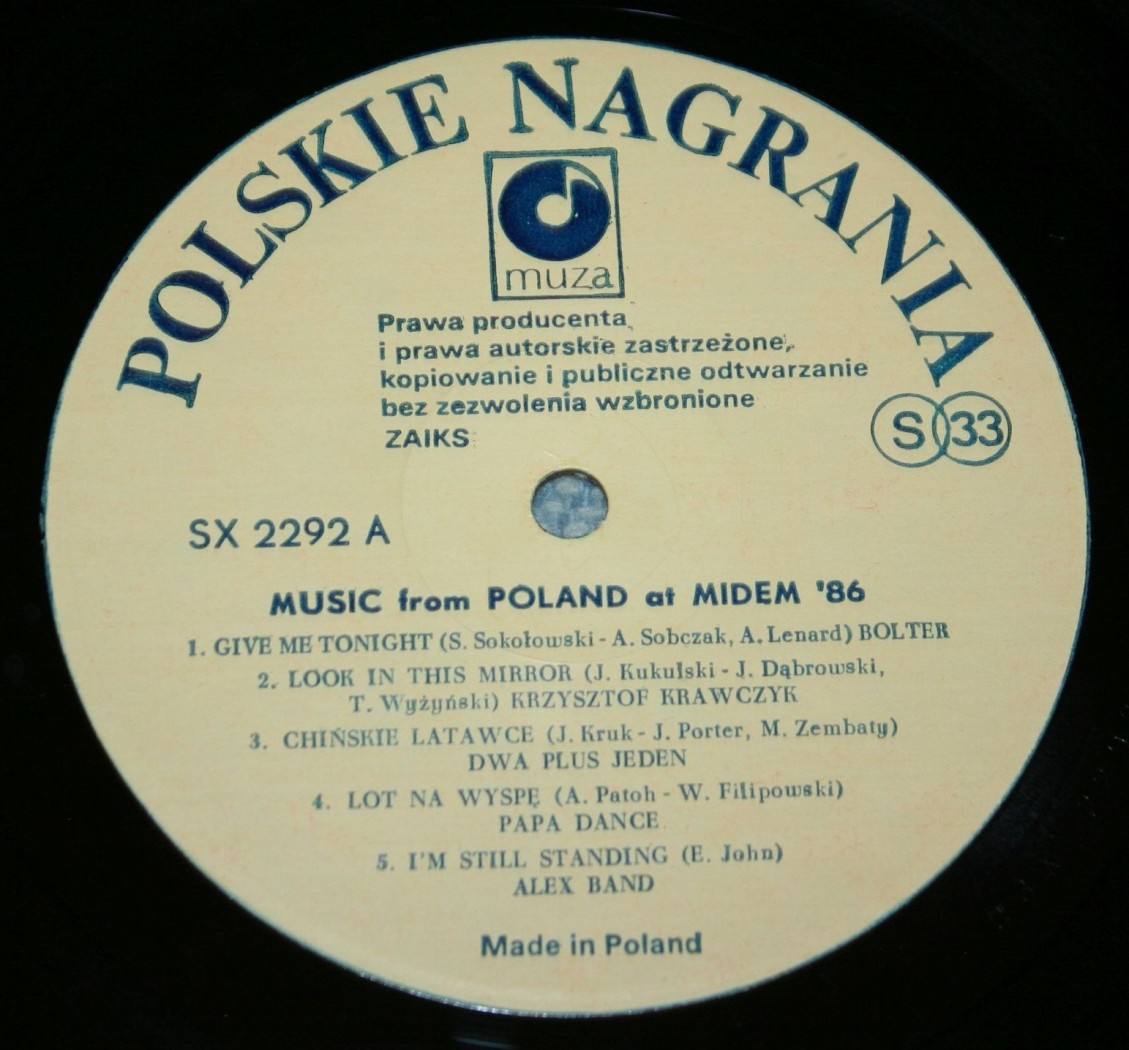 POLSKIE NAGRANIA
muza
Prawa producenta
i prawa autorskie zastrzeżone,
kopiowanie i publiczne odtwarzanie
bez zezwolenia wzbronione
ZAIKS
S 33
SX 2292 A
MUSIC from POLAND at MIDEM '86
1. GIVE ME TONIGHT (S. Sokołowski - A. Sobczak, A. Lenard) BOLTER
2. LOOK IN THIS MIRROR (J. Kukulski - J. Dąbrowski,
T. Wyżyński) KRZYSZTOF KRAWCZYK
3. CHIŃSKIE LATAWCE (J. Kruk - J. Porter, M. Zembaty)
DWA PLUS JEDEN
4. LOT NA WYSPĘ (A. Patoh - W. Filipowski)
PAPA DANCE
5. I'M STILL STANDING (E. John)
ALEX BAND
Made in Poland